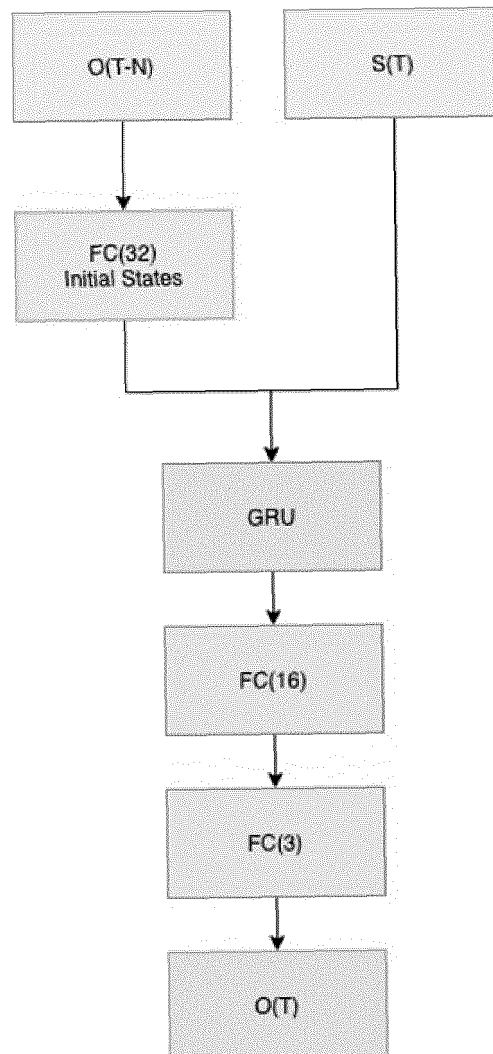 O(T-N)
S(T)
FC(32)
Initial States
GRU
FC(16)
FC(3)
O(T)